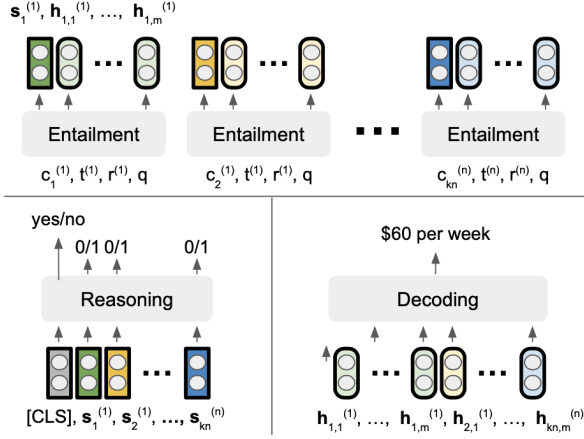 s₁⁽¹⁾, h₁,₁⁽¹⁾, ..., h₁,ₘ⁽¹⁾
... ... ...
Entailment Entailment ... Entailment
c₁⁽¹⁾, t⁽¹⁾, r⁽¹⁾, q c₂⁽¹⁾, t⁽¹⁾, r⁽¹⁾, q cₖₙ⁽ⁿ⁾, t⁽ⁿ⁾, r⁽ⁿ⁾, q
yes/no
0/1 0/1 0/1
Reasoning
...
[CLS], s₁⁽¹⁾, s₂⁽¹⁾, ..., sₖₙ⁽ⁿ⁾
$60 per week
Decoding
... ...
h₁,₁⁽¹⁾, ..., h₁,ₘ⁽¹⁾, h₂,₁⁽¹⁾, ..., hₖₙ,ₘ⁽ⁿ⁾